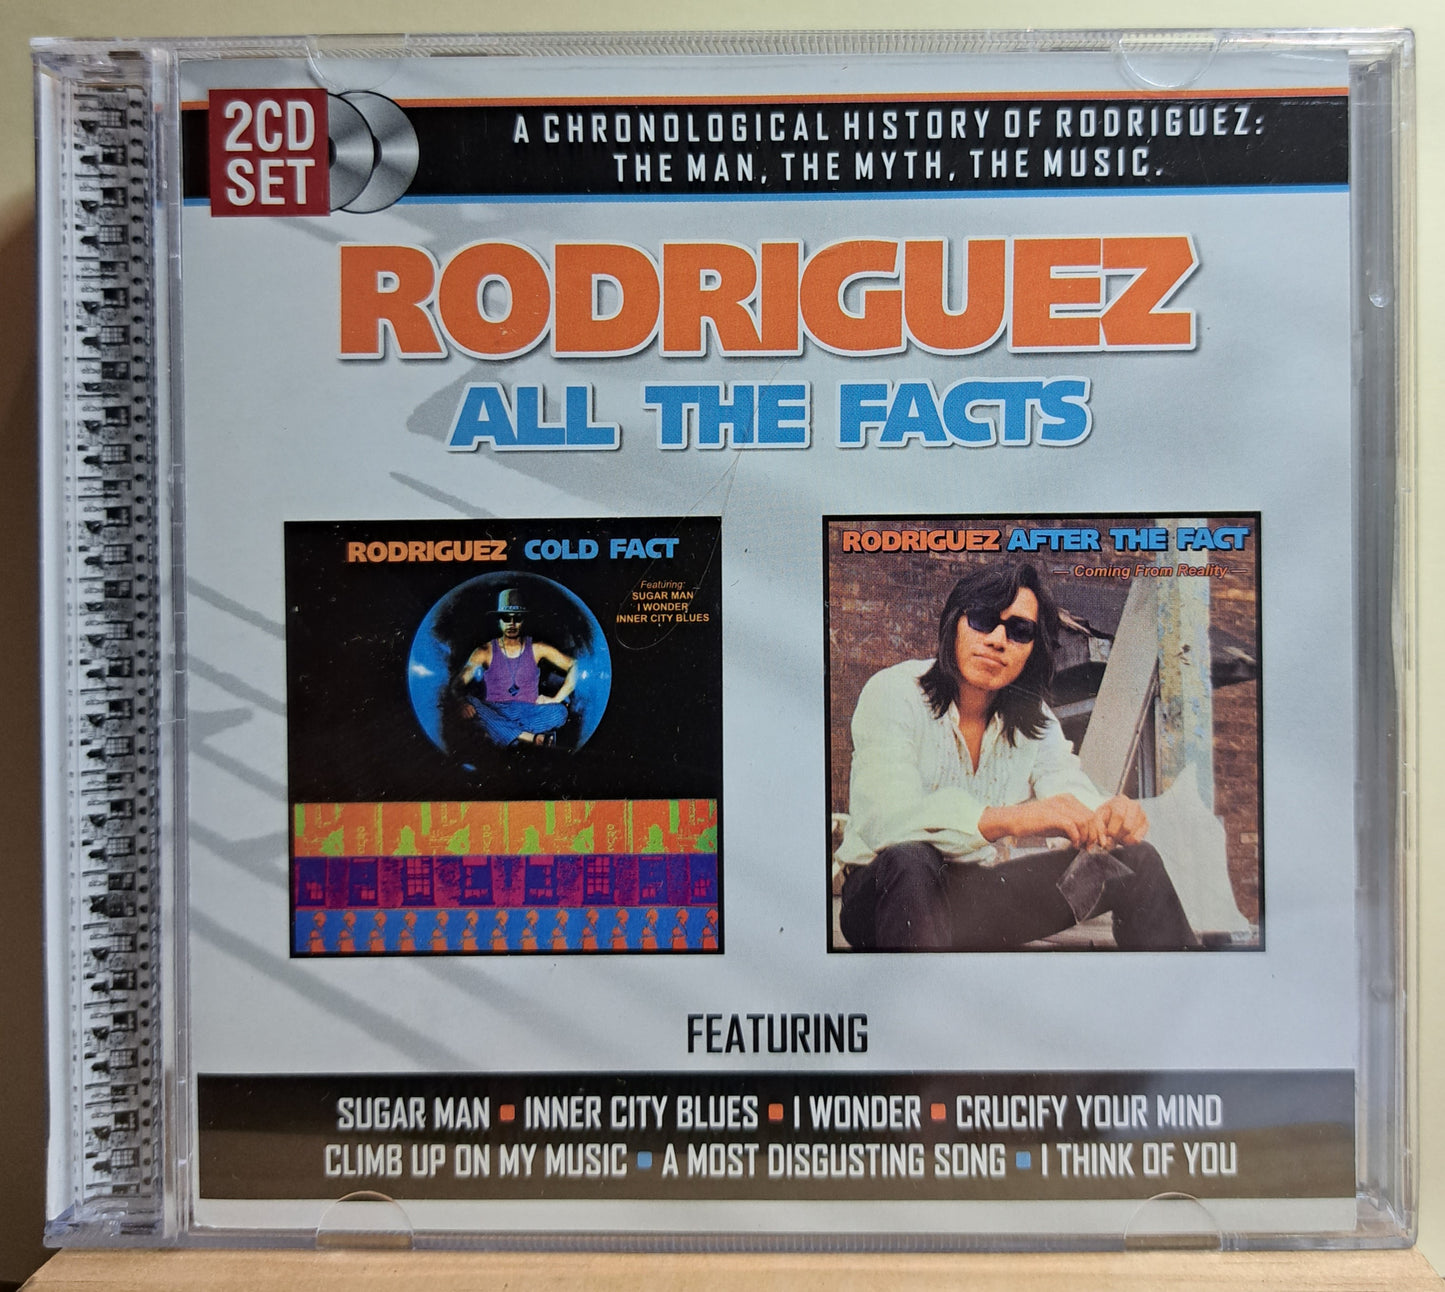 2CD
SET
A CHRONOLOGICAL HISTORY OF RODRIGUEZ:
THE MAN, THE MYTH, THE MUSIC.
RODRIGUEZ
ALL THE FACTS
RODRIGUEZ COLD FACT
Featuring:
SUGAR MAN
I WONDER
INNER CITY BLUES
RODRIGUEZ AFTER THE FACT
— Coming From Reality —
FEATURING
SUGAR MAN ▪ INNER CITY BLUES ▪ I WONDER ▪ CRUCIFY YOUR MIND
CLIMB UP ON MY MUSIC ▪ A MOST DISGUSTING SONG ▪ I THINK OF YOU